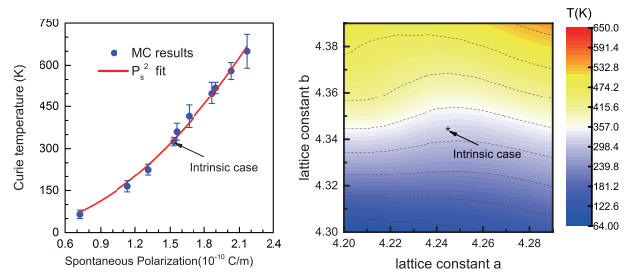 750
600
450
300
150
0
Curie temperature (K)
MC results
Pₛ² fit
Intrinsic case
0.6 0.9 1.2 1.5 1.8 2.1 2.4
Spontaneous Polarization(10⁻¹⁰ C/m)
4.38
4.36
4.34
4.32
4.30
lattice constant b
Intrinsic case
4.20 4.22 4.24 4.26 4.28
lattice constant a
T(K)
650.0
591.4
532.8
474.2
415.6
357.0
298.4
239.8
181.2
122.6
64.00